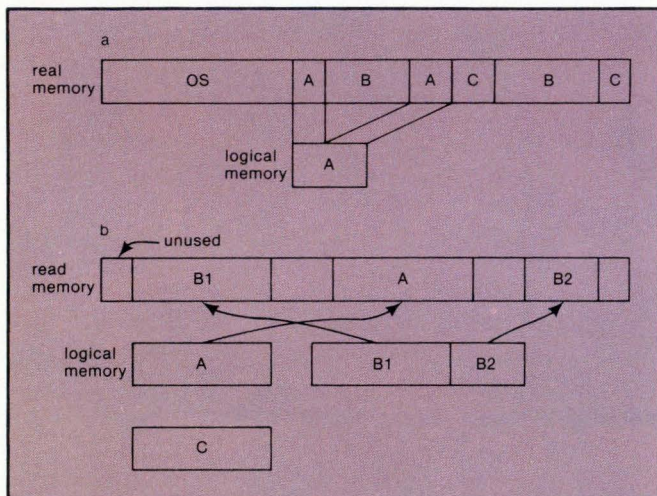 a
real memory
OS A B A C B C
logical memory
A
b
unused
read memory
B1 A B2
logical memory
A B1 B2
C